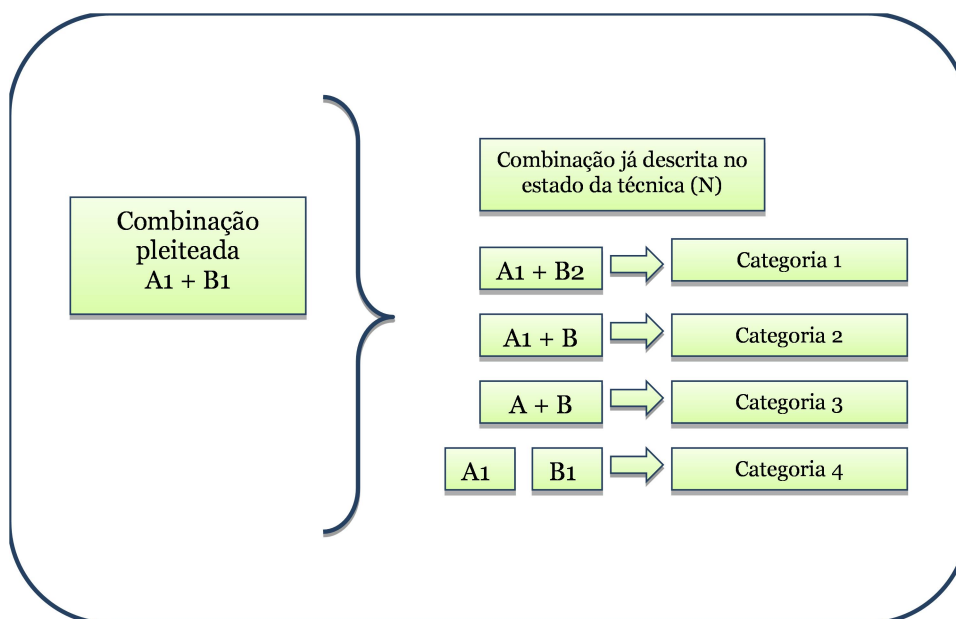 Combinação
pleiteada
A1 + B1
Combinação já descrita no
estado da técnica (N)
A1 + B2
Categoria 1
A1 + B
Categoria 2
A + B
Categoria 3
A1
B1
Categoria 4